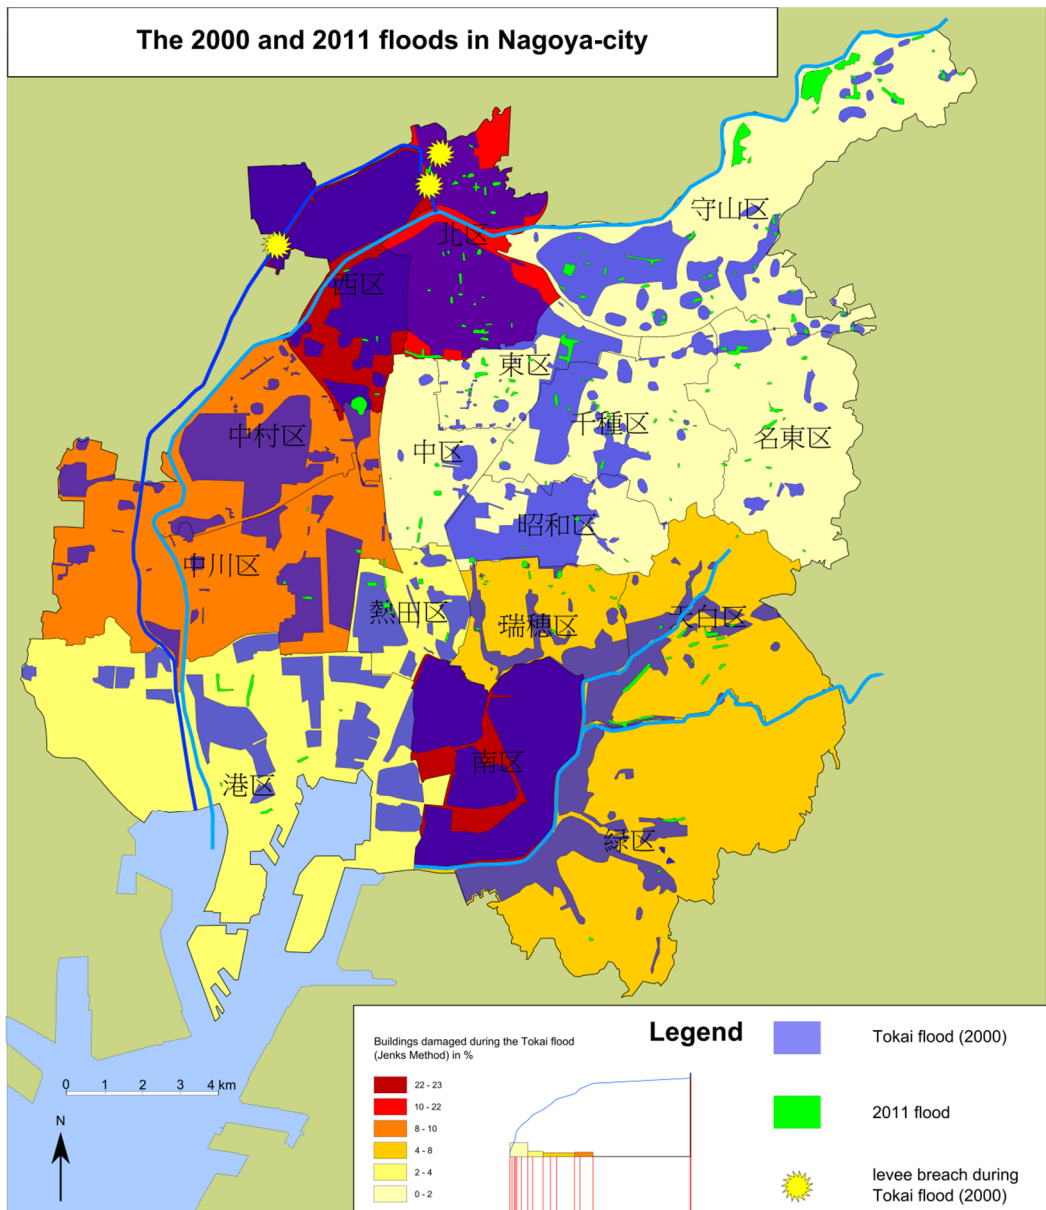 The 2000 and 2011 floods in Nagoya-city
守山区
北区
西区
東区
千種区
中村区
中区
名東区
昭和区
中川区
熱田区
瑞穂区
天白区
南区
港区
緑区
0 1 2 3 4 km
N
Legend
Buildings damaged during the Tokai flood
(Jenks Method) in %
22 - 23
10 - 22
8 - 10
4 - 8
2 - 4
0 - 2
Tokai flood (2000)
2011 flood
levee breach during
Tokai flood (2000)